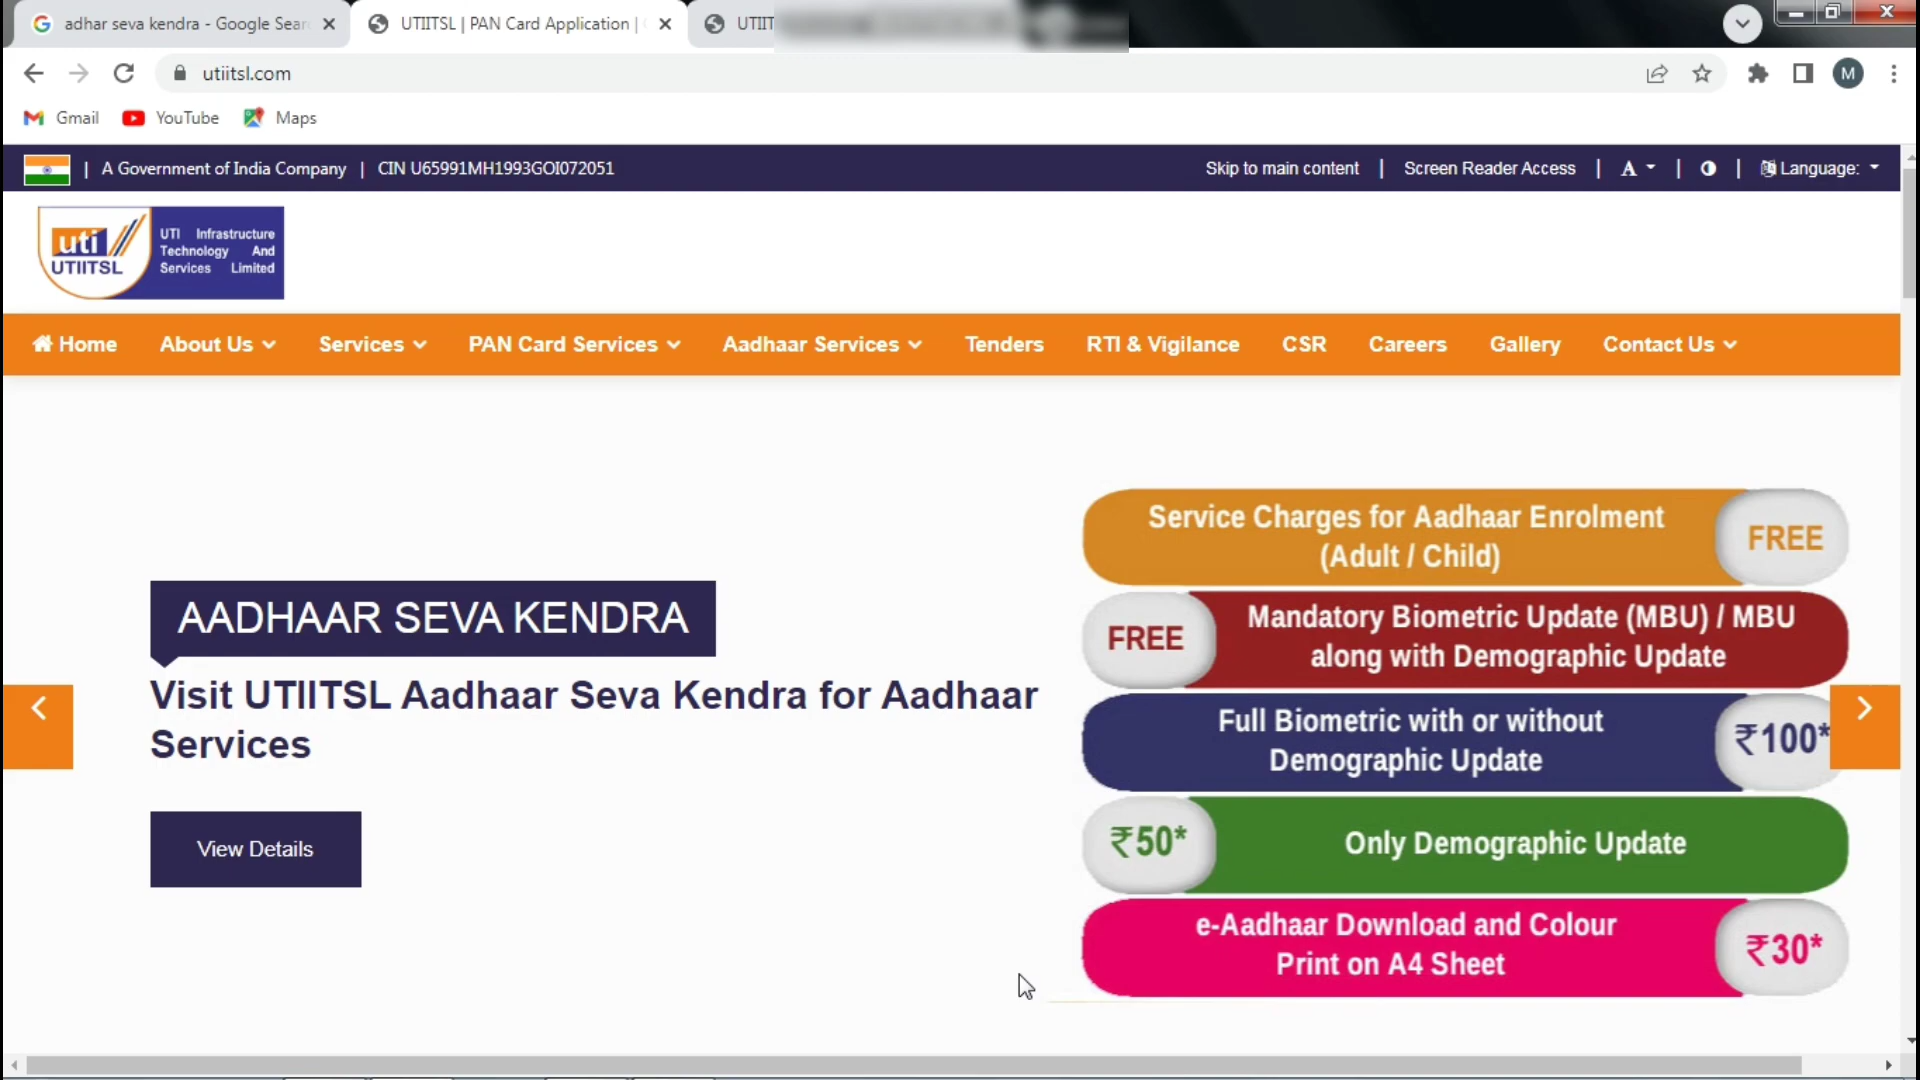 adhar seva kendra - Google Sear
UTIITSL | PAN Card Application |
UTIIT
utiitsl.com
M
Gmail
YouTube
Maps
| A Government of India Company | CIN U65991MH1993GOI072051
Skip to main content | Screen Reader Access | A | | Language:
uti
UTIITSL
UTI Infrastructure
Technology And
Services Limited
Home
About Us
Services
PAN Card Services
Aadhaar Services
Tenders
RTI & Vigilance
CSR
Careers
Gallery
Contact Us
AADHAAR SEVA KENDRA
Visit UTIITSL Aadhaar Seva Kendra for Aadhaar
Services
View Details
Service Charges for Aadhaar Enrolment
(Adult / Child)
FREE
FREE
Mandatory Biometric Update (MBU) / MBU
along with Demographic Update
Full Biometric with or without
Demographic Update
₹100*
₹50*
Only Demographic Update
e-Aadhaar Download and Colour
Print on A4 Sheet
₹30*